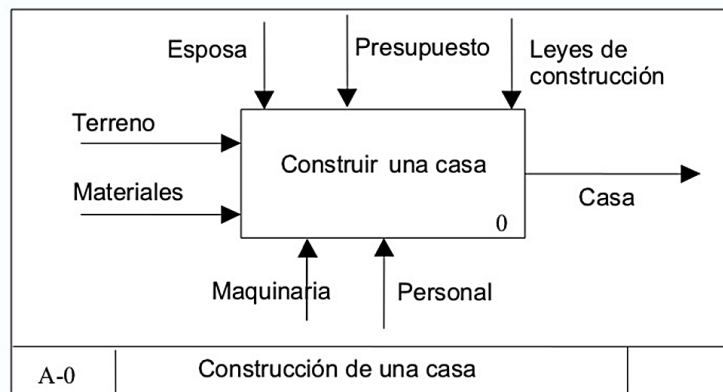 Esposa
Presupuesto
Leyes de
construcción
Terreno
Construir una casa
Materiales
Casa
0
Maquinaria
Personal
A-0
Construcción de una casa